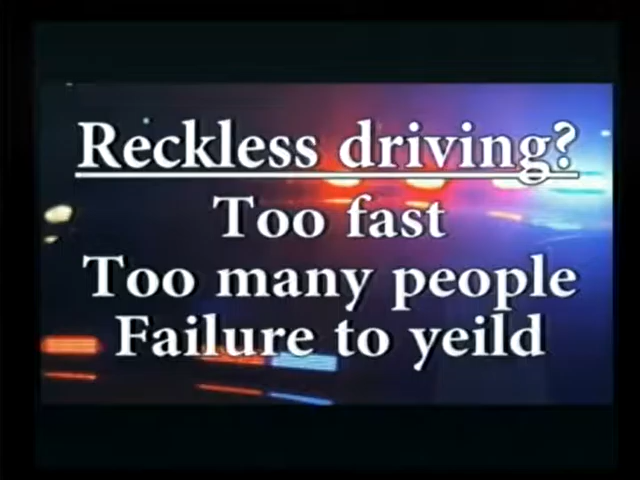 Reckless driving?
Too fast
Too many people
Failure to yeild